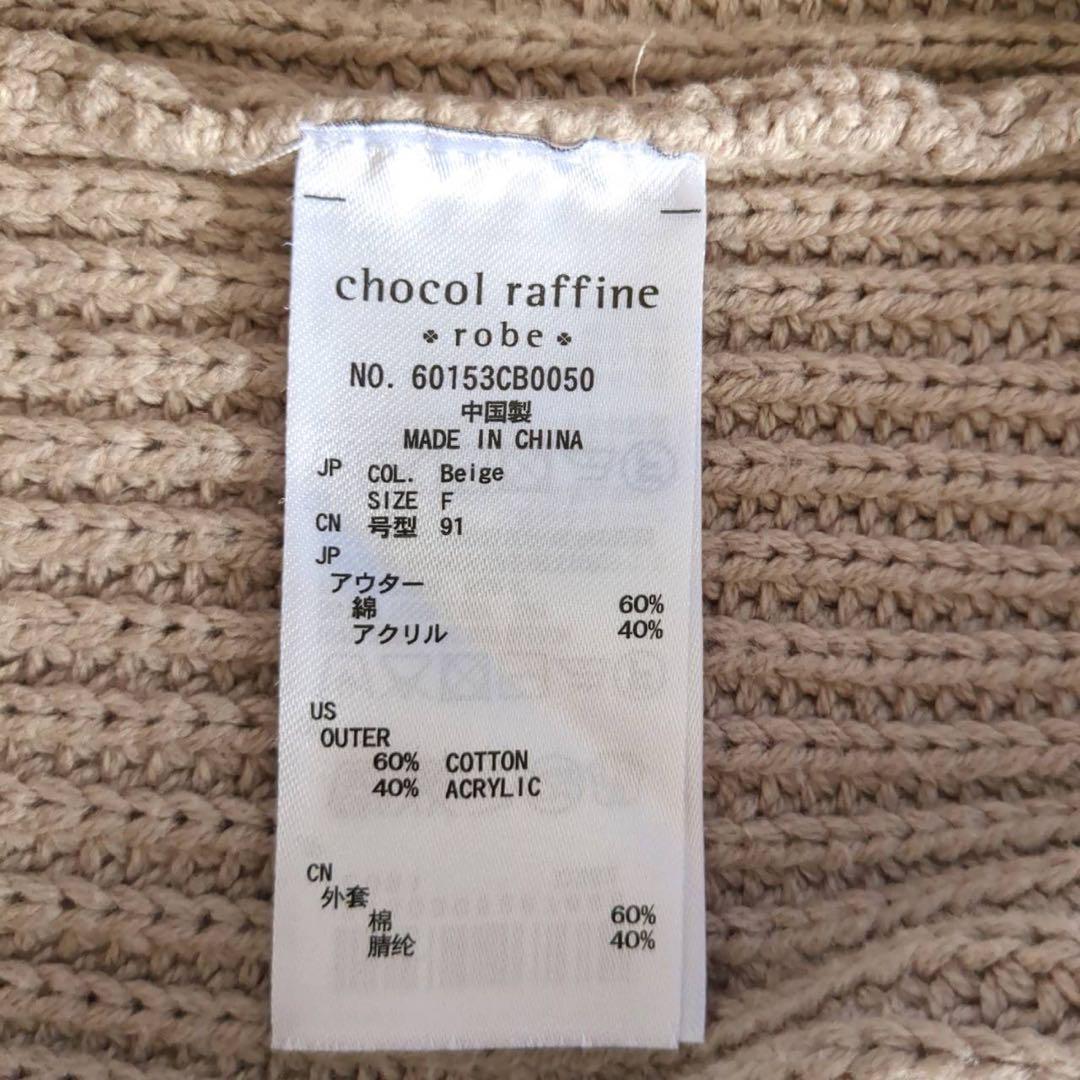 chocol raffine
robe
NO. 60153CB0050
中国製
MADE IN CHINA
JP COL. Beige
SIZE F
CN 号型 91
JP
アウター
綿 60%
アクリル 40%
US
OUTER
60% COTTON
40% ACRYLIC
CN
外套
棉 60%
腈纶 40%